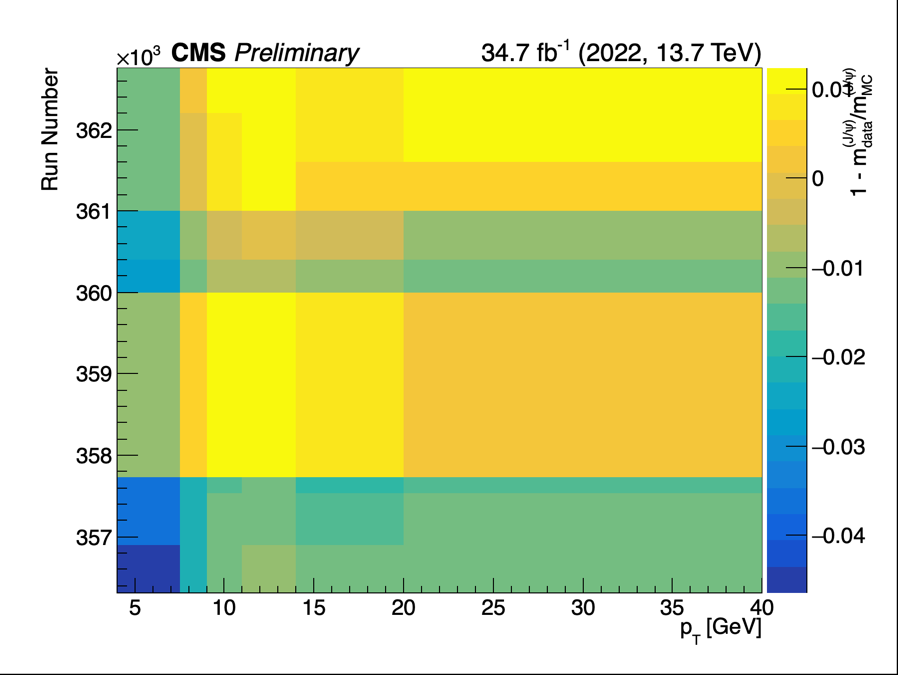 ×10³ CMS Preliminary 34.7 fb⁻¹ (2022, 13.7 TeV)
Run Number
362
361
360
359
358
357
5 10 15 20 25 30 35 40
p_T [GeV]
0.01
0
−0.01
−0.02
−0.03
−0.04
1 - m_data^(J/ψ)/m_MC^(J/ψ)